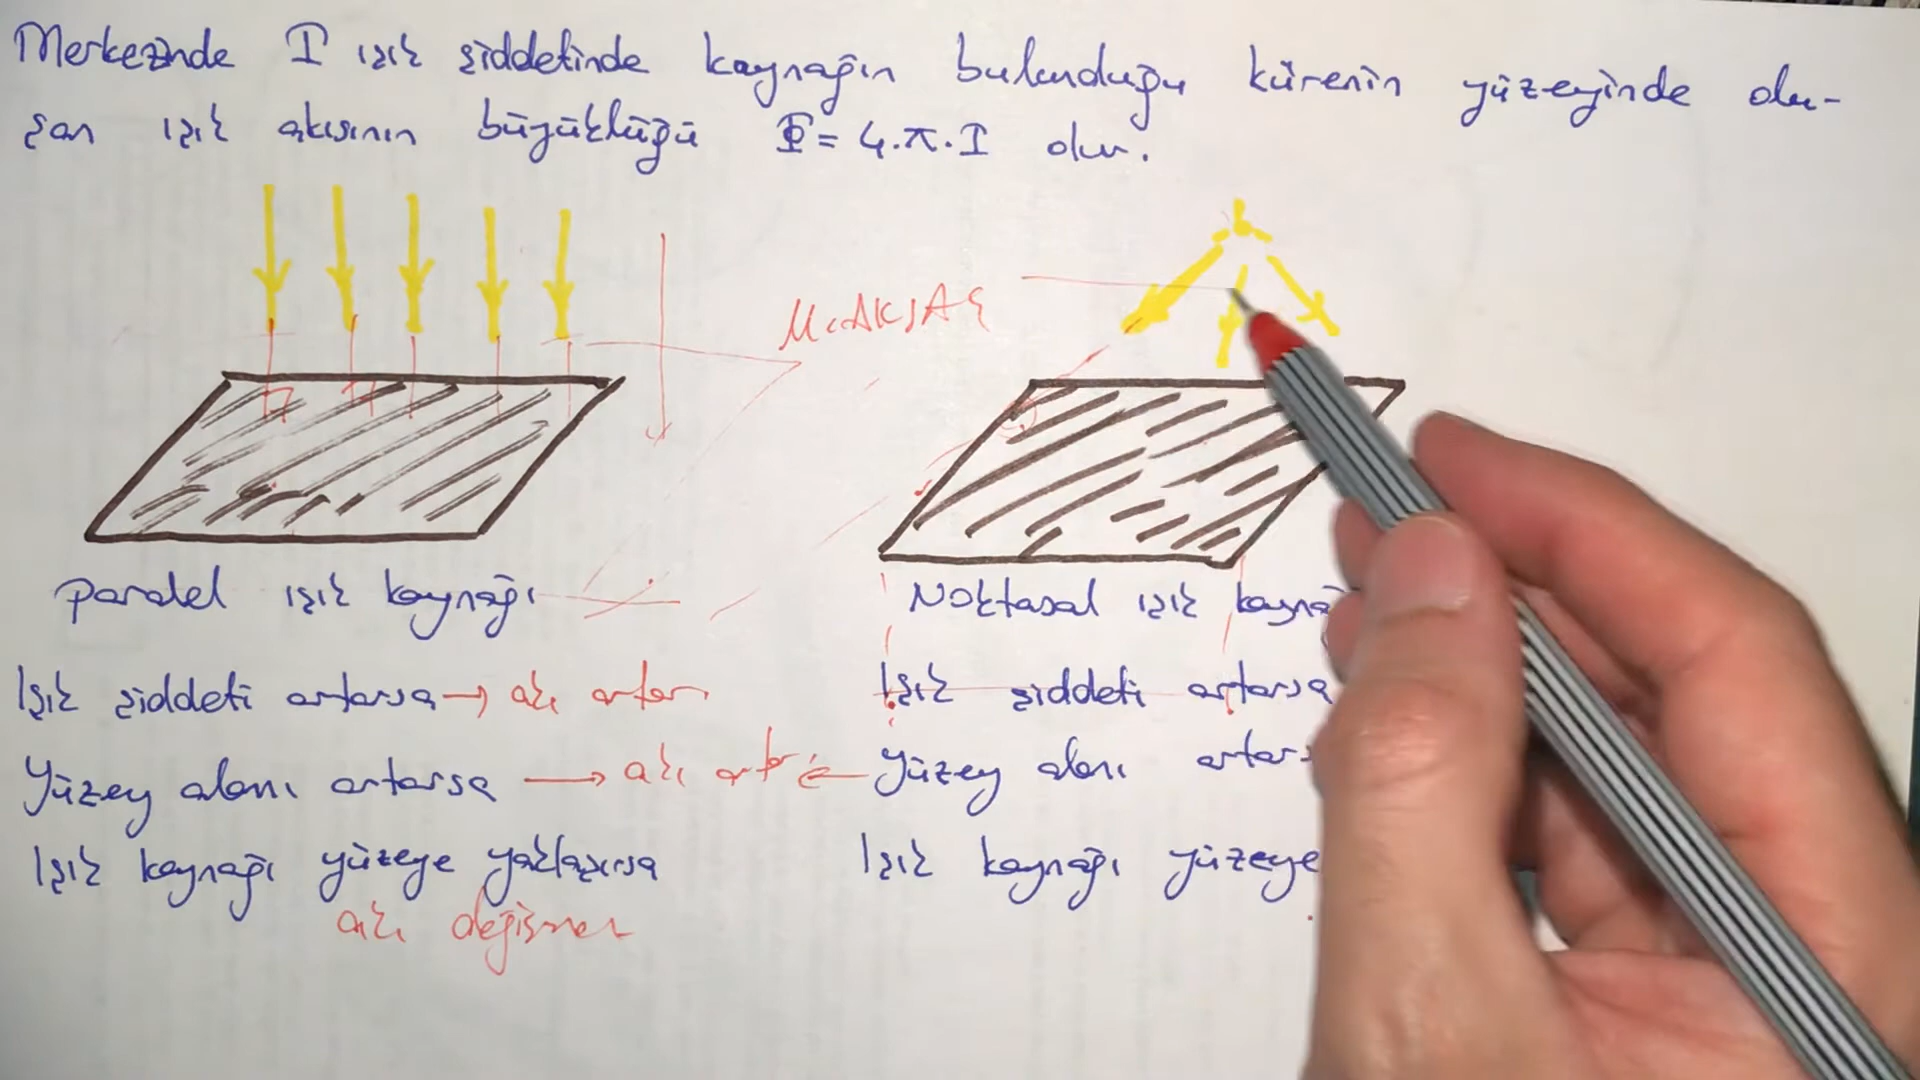 Merkezinde I ışık şiddetinde kaynağın bulunduğu kürenin yüzeyinde olu-
şan ışık akısının büyüklüğü Φ = 4.π.I olur.
Paralel ışık kaynağı
Işık şiddeti artarsa → akı artar
Yüzey alanı artarsa → akı artar
Işık kaynağı yüzeye yaklaşırsa
akı değişmez
Noktasal ışık
Işık şiddeti artarsa
Yüzey alanı
Işık kaynağı yüzeye